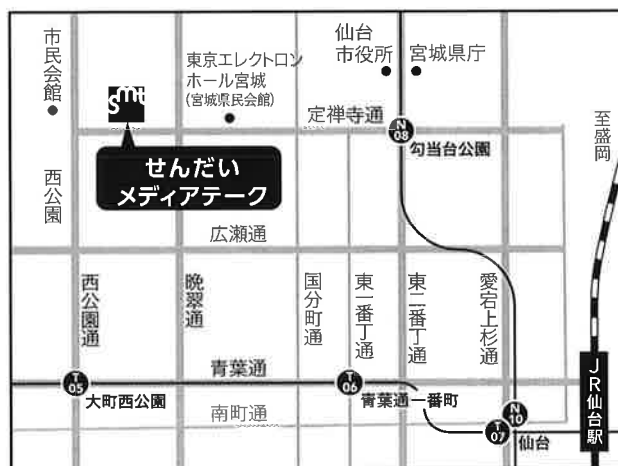 市民会館
smt
東京エレクトロン
ホール宮城
(宮城県民会館)
仙台
市役所
宮城県庁
定禅寺通
N
08
勾当台公園
至盛岡
せんだい
メディアテーク
西公園
広瀬通
西公園通
晩翠通
国分町通
東一番丁通
東二番丁通
愛宕上杉通
青葉通
T
05
大町西公園
T
06
青葉通一番町
南町通
N
10
T
07
仙台
JR仙台駅